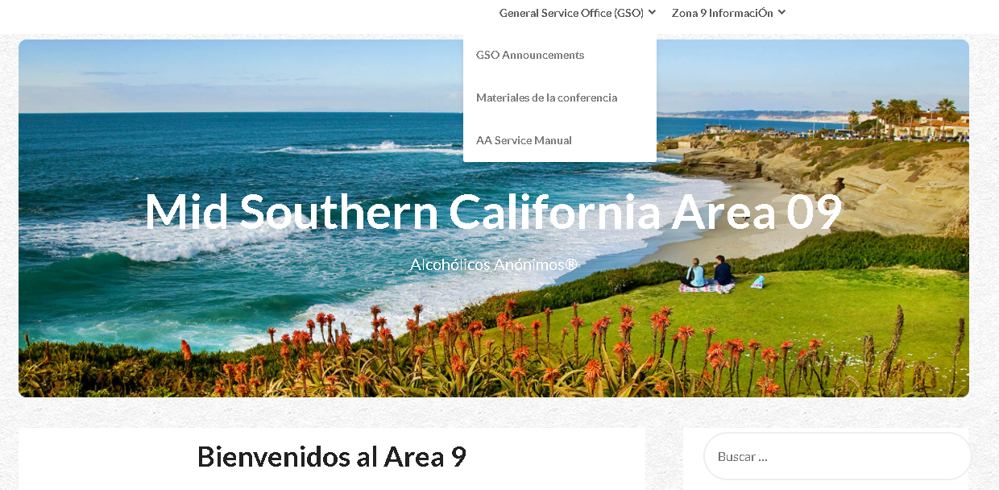 General Service Office (GSO)
Zona 9 InformaciÓn
GSO Announcements
Materiales de la conferencia
AA Service Manual
Mid Southern California Area 09
Alcohólicos Anónimos®
Bienvenidos al Area 9
Buscar ...